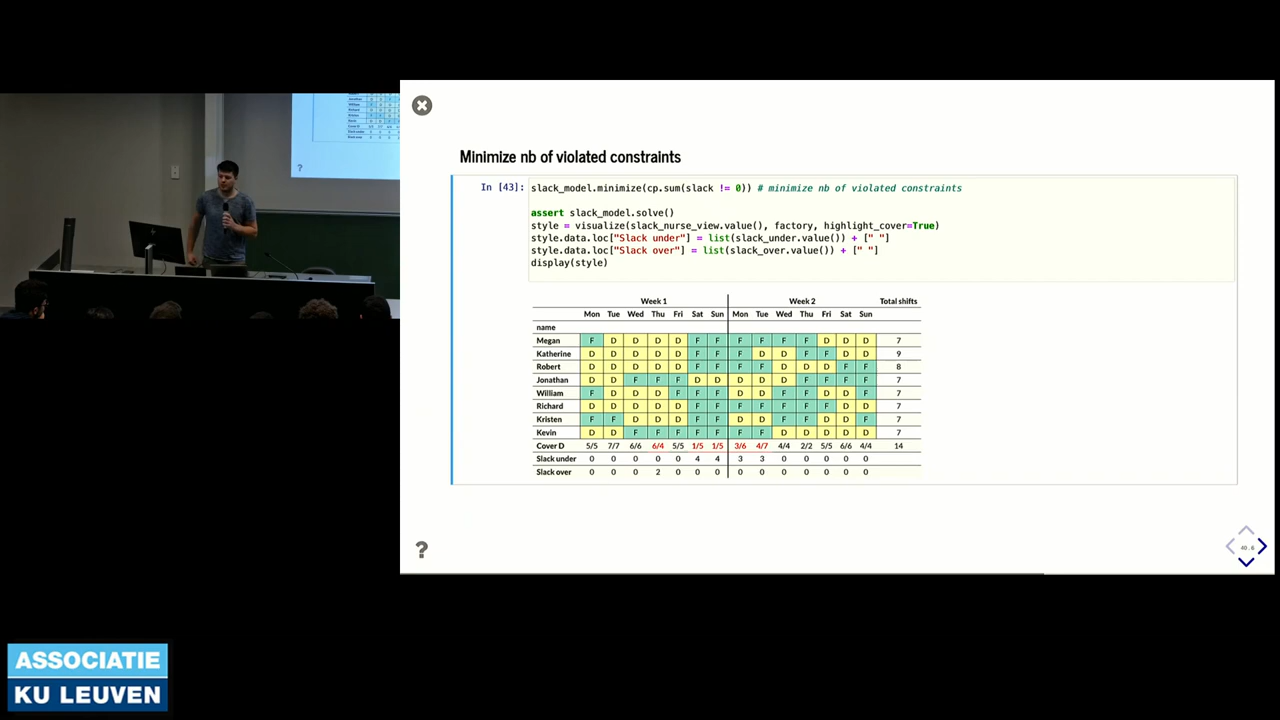 Minimize nb of violated constraints
In [43]: slack_model.minimize(cp.sum(slack != 0)) # minimize nb of violated constraints
assert slack_model.solve()
style = visualize(slack_nurse_view.value(), factory, highlight_cover=True)
style.data.loc["Slack under"] = list(slack_under.value()) + [" "]
style.data.loc["Slack over"] = list(slack_over.value()) + [" "]
display(style)
Week 1 Week 2 Total shifts
Mon Tue Wed Thu Fri Sat Sun Mon Tue Wed Thu Fri Sat Sun
name
Megan F D D D D F F F F F F D D D 7
Katherine D D D D D F F F D D F F D D 9
Robert D D D D D F F F F D D D F F 8
Jonathan D D F F F D D D D D F F F F 7
William F D D D F F F D D F F D D F 7
Richard D D D D D F F F F F F F D D 7
Kristen F F D D D F F D D F F D D F 7
Kevin D D F F F F F F F D D D D D 7
Cover D 5/5 7/7 6/6 6/4 5/5 1/5 1/5 3/6 4/7 4/4 2/2 5/5 6/6 4/4 14
Slack under 0 0 0 0 0 4 4 3 3 0 0 0 0 0
Slack over 0 0 0 2 0 0 0 0 0 0 0 0 0 0
?
49.6
?
ASSOCIATIE
KU LEUVEN